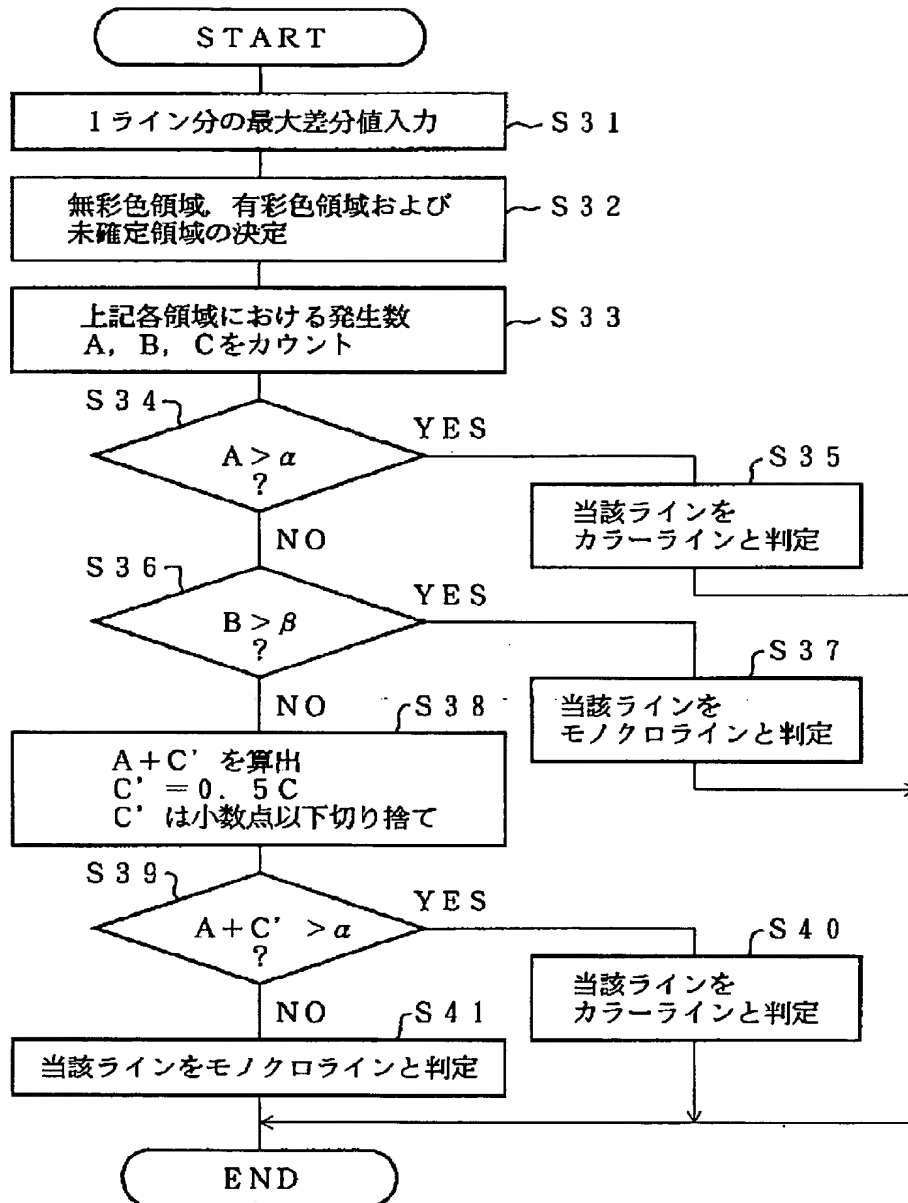 START
1ライン分の最大差分値入力
S31
無彩色領域，有彩色領域および
未確定領域の決定
S32
上記各領域における発生数
A，B，Cをカウント
S33
S34
A＞α
?
YES
NO
S35
当該ラインを
カラーラインと判定
S36
B＞β
?
YES
NO
S37
当該ラインを
モノクロラインと判定
S38
A＋C'を算出
C'＝0．5C
C'は小数点以下切り捨て
S39
A＋C'＞α
?
YES
NO
S40
当該ラインを
カラーラインと判定
S41
当該ラインをモノクロラインと判定
END